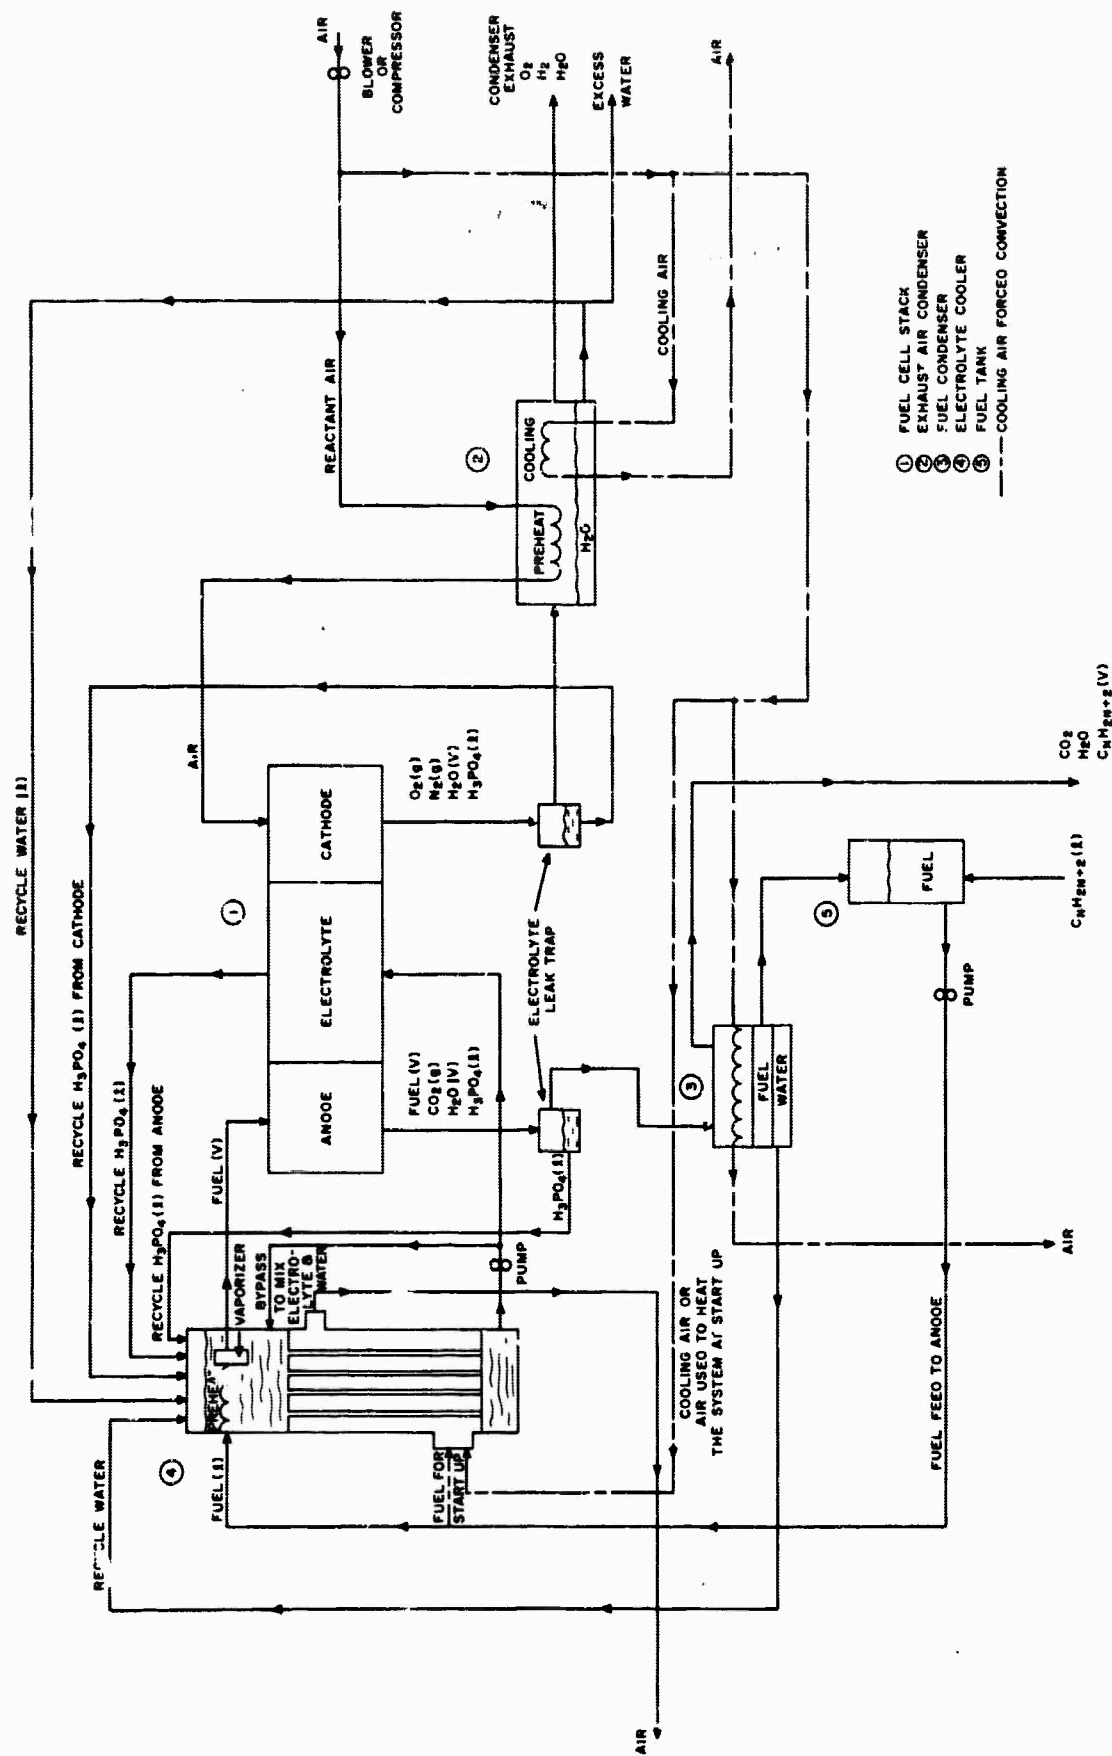 RECYCLE WATER (l)
RECYCLE H3PO4 (l) FROM CATHODE
RECYCLE H3PO4 (l)
RECYCLE H3PO4(l) FROM ANODE
RECYCLE WATER
FUEL (V)
VAPORIZER
BYPASS
TO MIX
ELECTRO-
LYTE &
WATER
PUMP
FUEL (l)
④
FUEL FOR
START UP
①
ANODE
ELECTROLYTE
CATHODE
AIR
FUEL (V)
CO2(g)
H2O(V)
H3PO4(l)
O2(g)
N2(g)
H2O(V)
H3PO4(l)
H3PO4(l)
ELECTROLYTE
LEAK TRAP
REACTANT AIR
②
PREHEAT
COOLING
H2O
COOLING AIR
AIR
BLOWER
OR
COMPRESSOR
CONDENSER
EXHAUST
O2
H2
H2O
EXCESS
WATER
AIR
COOLING AIR OR
AIR USED TO HEAT
THE SYSTEM AT START UP
AIR
③
FUEL
WATER
AIR
⑤
FUEL
PUMP
FUEL FEED TO ANODE
CNH2N+2(l)
CO2
H2O
CNH2N+2(V)
① FUEL CELL STACK
② EXHAUST AIR CONDENSER
③ FUEL CONDENSER
④ ELECTROLYTE COOLER
⑤ FUEL TANK
COOLING AIR FORCED CONVECTION